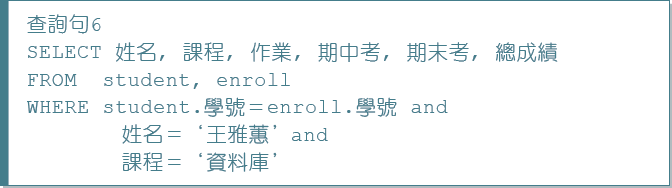 查詢句6
SELECT 姓名, 課程, 作業, 期中考, 期末考, 總成績
FROM  student, enroll
WHERE student.學號＝enroll.學號 and
姓名＝‘王雅蕙’and
課程＝‘資料庫’